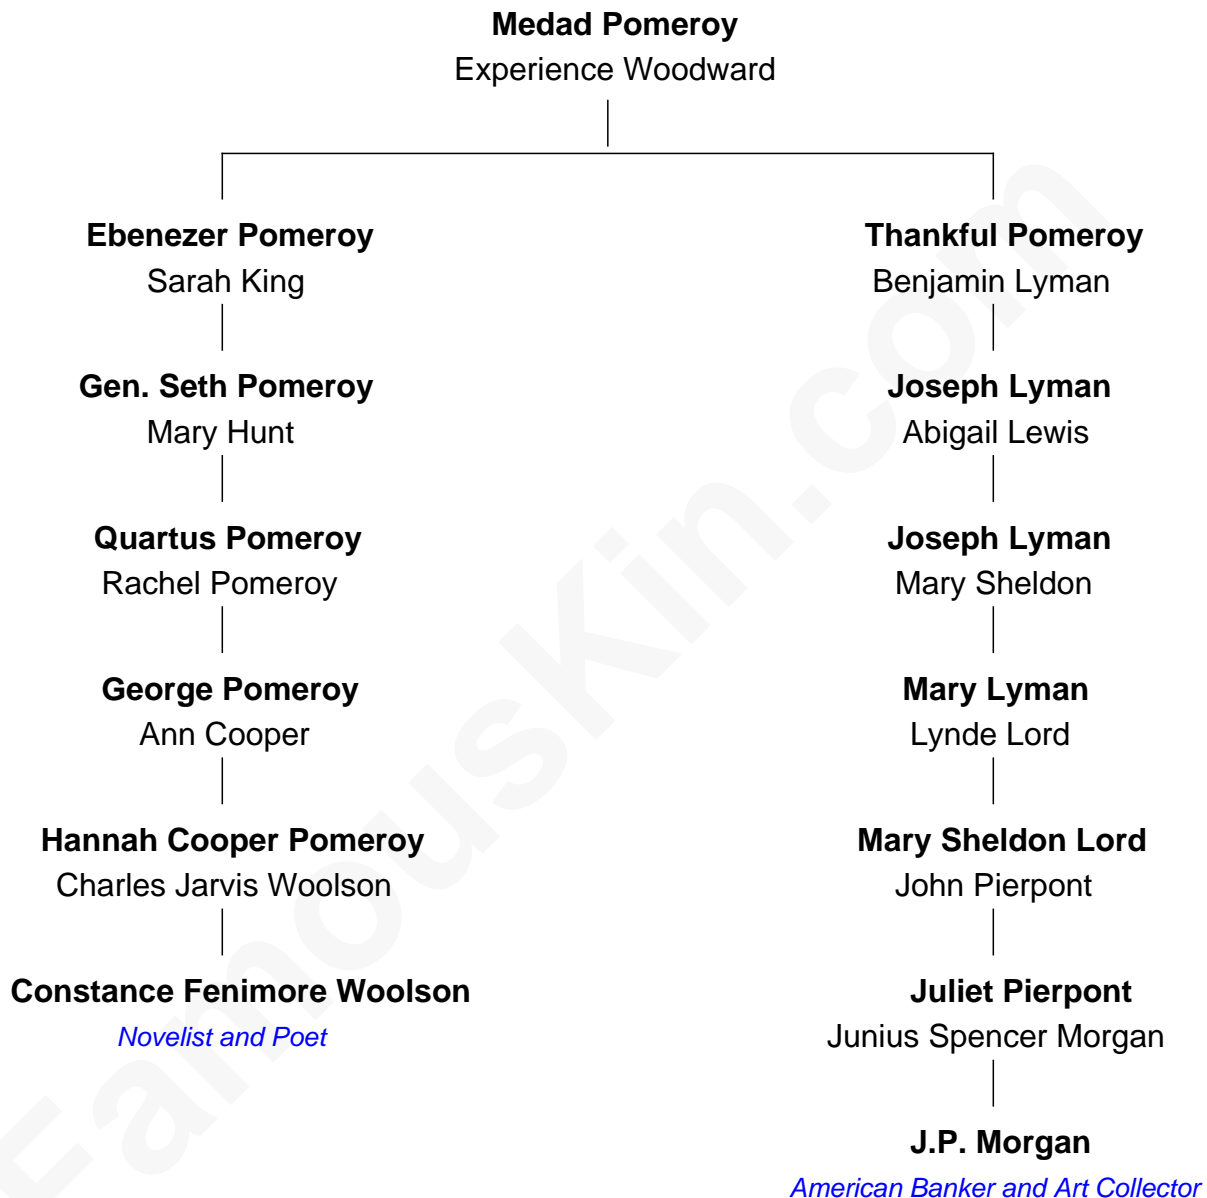 Medad Pomeroy
Experience Woodward
Ebenezer Pomeroy
Sarah King
Thankful Pomeroy
Benjamin Lyman
Gen. Seth Pomeroy
Mary Hunt
Joseph Lyman
Abigail Lewis
Quartus Pomeroy
Rachel Pomeroy
Joseph Lyman
Mary Sheldon
George Pomeroy
Ann Cooper
Mary Lyman
Lynde Lord
Hannah Cooper Pomeroy
Charles Jarvis Woolson
Mary Sheldon Lord
John Pierpont
Constance Fenimore Woolson
Novelist and Poet
Juliet Pierpont
Junius Spencer Morgan
J.P. Morgan
American Banker and Art Collector
FamousKin.com